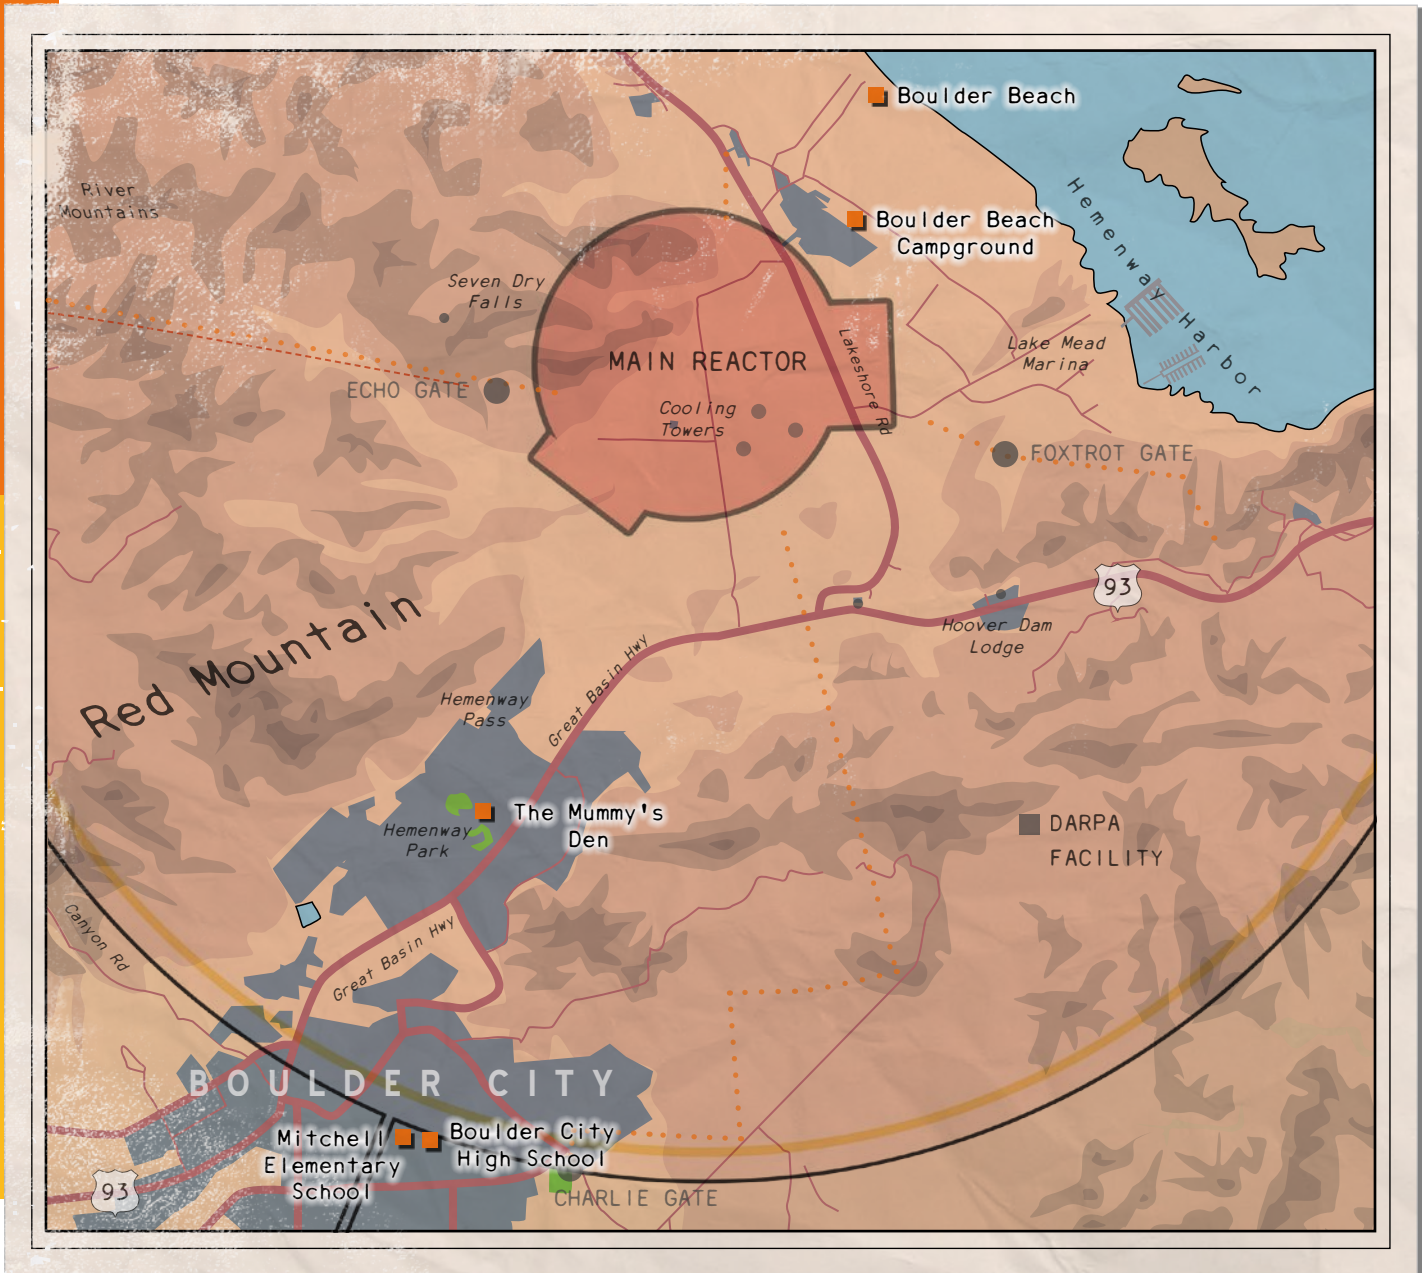 Boulder Beach
River
Mountains
Boulder Beach
Campground
Hemenway Harbor
Seven Dry
Falls
MAIN REACTOR
Lakeshore Rd
Lake Mead
Marina
ECHO GATE
Cooling
Towers
FOXTROT GATE
93
Red Mountain
Hoover Dam
Lodge
Great Basin Hwy
Hemenway
Pass
The Mummy's
Den
Hemenway
Park
DARPA
FACILITY
Canyon Rd
Great Basin Hwy
BOULDER CITY
Mitchell
Elementary
School
Boulder City
High School
93
CHARLIE GATE